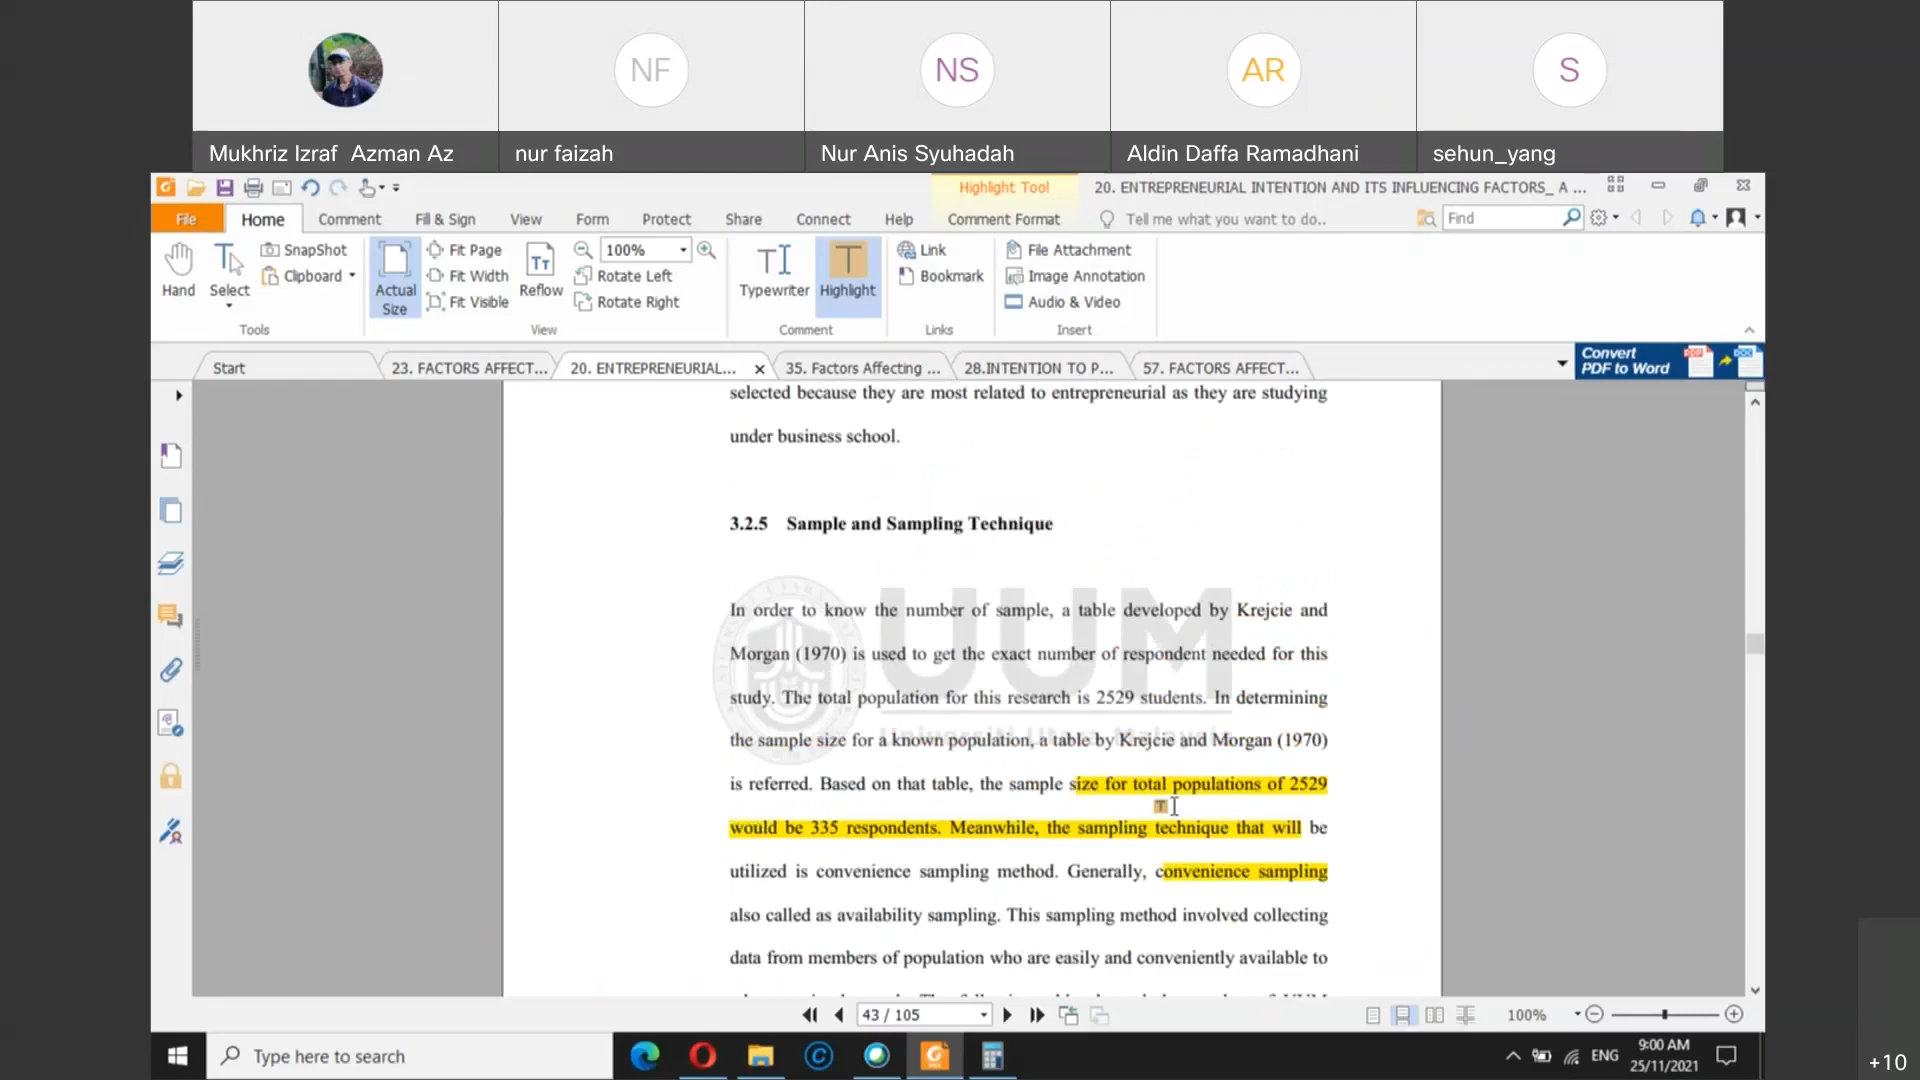 NF
NS
AR
S
Mukhriz Izraf Azman Az
nur faizah
Nur Anis Syuhadah
Aldin Daffa Ramadhani
sehun_yang
Highlight Tool
20. ENTREPRENEURIAL INTENTION AND ITS INFLUENCING FACTORS_ A ...
File
Home
Comment
Fill & Sign
View
Form
Protect
Share
Connect
Help
Comment Format
Tell me what you want to do..
Find
Hand
Select
SnapShot
Clipboard
Tools
Actual
Size
Fit Page
Fit Width
Fit Visible
Reflow
100%
Rotate Left
Rotate Right
View
Typewriter
Highlight
Comment
Link
Bookmark
Links
File Attachment
Image Annotation
Audio & Video
Insert
Start
23. FACTORS AFFECT...
20. ENTREPRENEURIAL...
35. Factors Affecting ...
28.INTENTION TO P...
57. FACTORS AFFECT...
Convert
PDF to Word
selected because they are most related to entrepreneurial as they are studying
under business school.
3.2.5 Sample and Sampling Technique
UUM
In order to know the number of sample, a table developed by Krejcie and
Morgan (1970) is used to get the exact number of respondent needed for this
study. The total population for this research is 2529 students. In determining
the sample size for a known population, a table by Krejcie and Morgan (1970)
is referred. Based on that table, the sample size for total populations of 2529
would be 335 respondents. Meanwhile, the sampling technique that will be
utilized is convenience sampling method. Generally, convenience sampling
also called as availability sampling. This sampling method involved collecting
data from members of population who are easily and conveniently available to
43 / 105
100%
Type here to search
ENG
9:00 AM
25/11/2021
+10